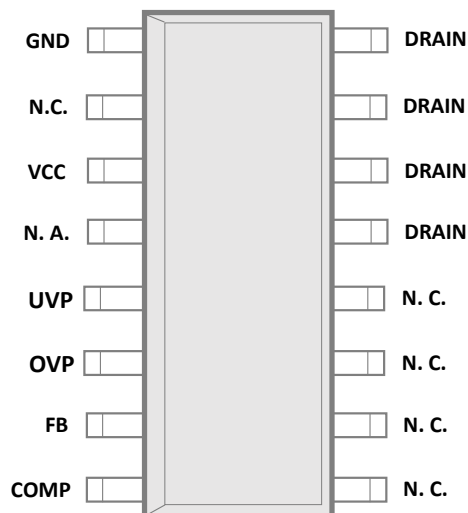 GND DRAIN
N.C. DRAIN
VCC DRAIN
N. A. DRAIN
UVP N. C.
OVP N. C.
FB N. C.
COMP N. C.